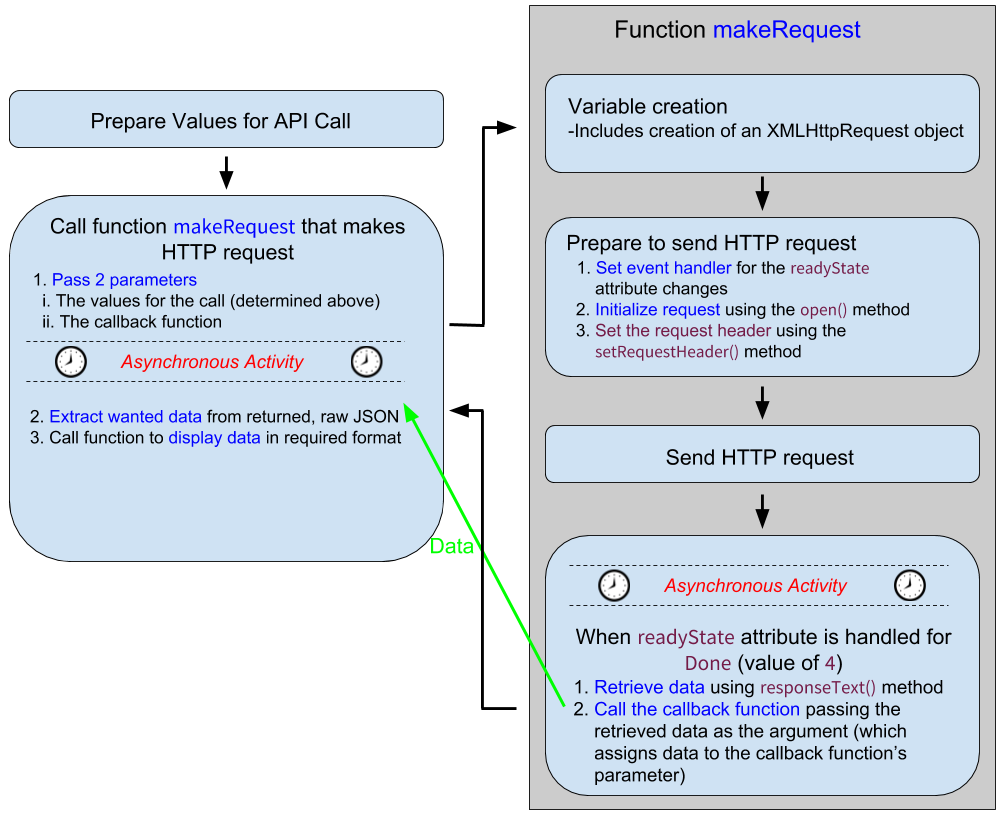 Prepare Values for API Call
Call function makeRequest that makes
HTTP request
1. Pass 2 parameters
i. The values for the call (determined above)
ii. The callback function
Asynchronous Activity
2. Extract wanted data from returned, raw JSON
3. Call function to display data in required format
Data
Function makeRequest
Variable creation
-Includes creation of an XMLHttpRequest object
Prepare to send HTTP request
1. Set event handler for the readyState
attribute changes
2. Initialize request using the open() method
3. Set the request header using the
setRequestHeader() method
Send HTTP request
Asynchronous Activity
When readyState attribute is handled for
Done (value of 4)
1. Retrieve data using responseText() method
2. Call the callback function passing the
retrieved data as the argument (which
assigns data to the callback function's
parameter)